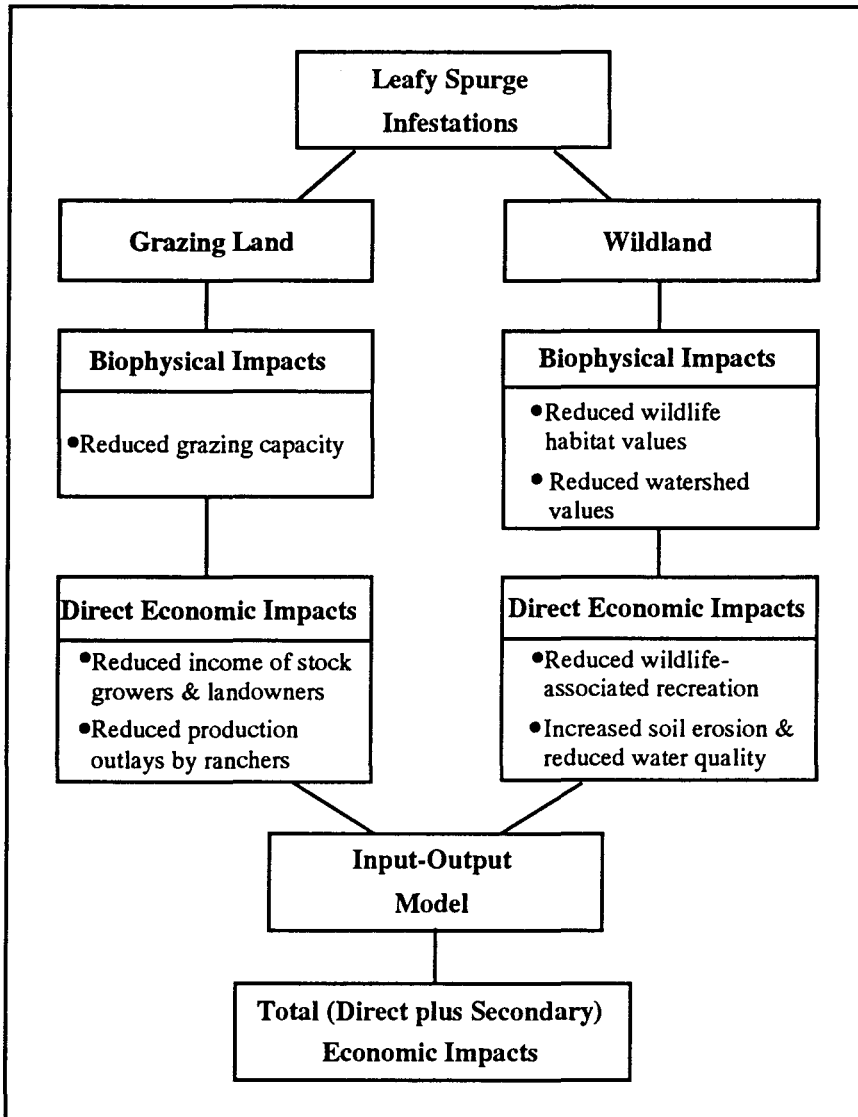 Leafy Spurge
Infestations
Grazing Land
Wildland
Biophysical Impacts
●Reduced grazing capacity
Biophysical Impacts
●Reduced wildlife
habitat values
● Reduced watershed
values
Direct Economic Impacts
●Reduced income of stock
growers & landowners
●Reduced production
outlays by ranchers
Direct Economic Impacts
●Reduced wildlife-
associated recreation
●Increased soil erosion &
reduced water quality
Input-Output
Model
Total (Direct plus Secondary)
Economic Impacts